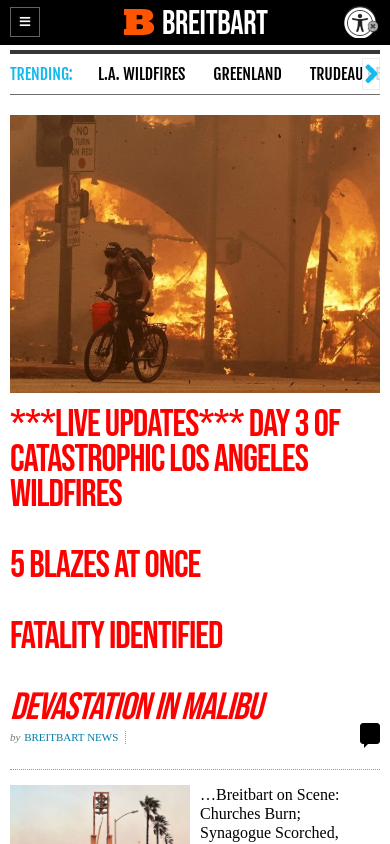 BREITBART
TRENDING: L.A. WILDFIRES GREENLAND TRUDEAU
NO
TURN
ON RED
***LIVE UPDATES*** DAY 3 OF
CATASTROPHIC LOS ANGELES
WILDFIRES
5 BLAZES AT ONCE
FATALITY IDENTIFIED
DEVASTATION IN MALIBU
by BREITBART NEWS
…Breitbart on Scene:
Churches Burn;
Synagogue Scorched,